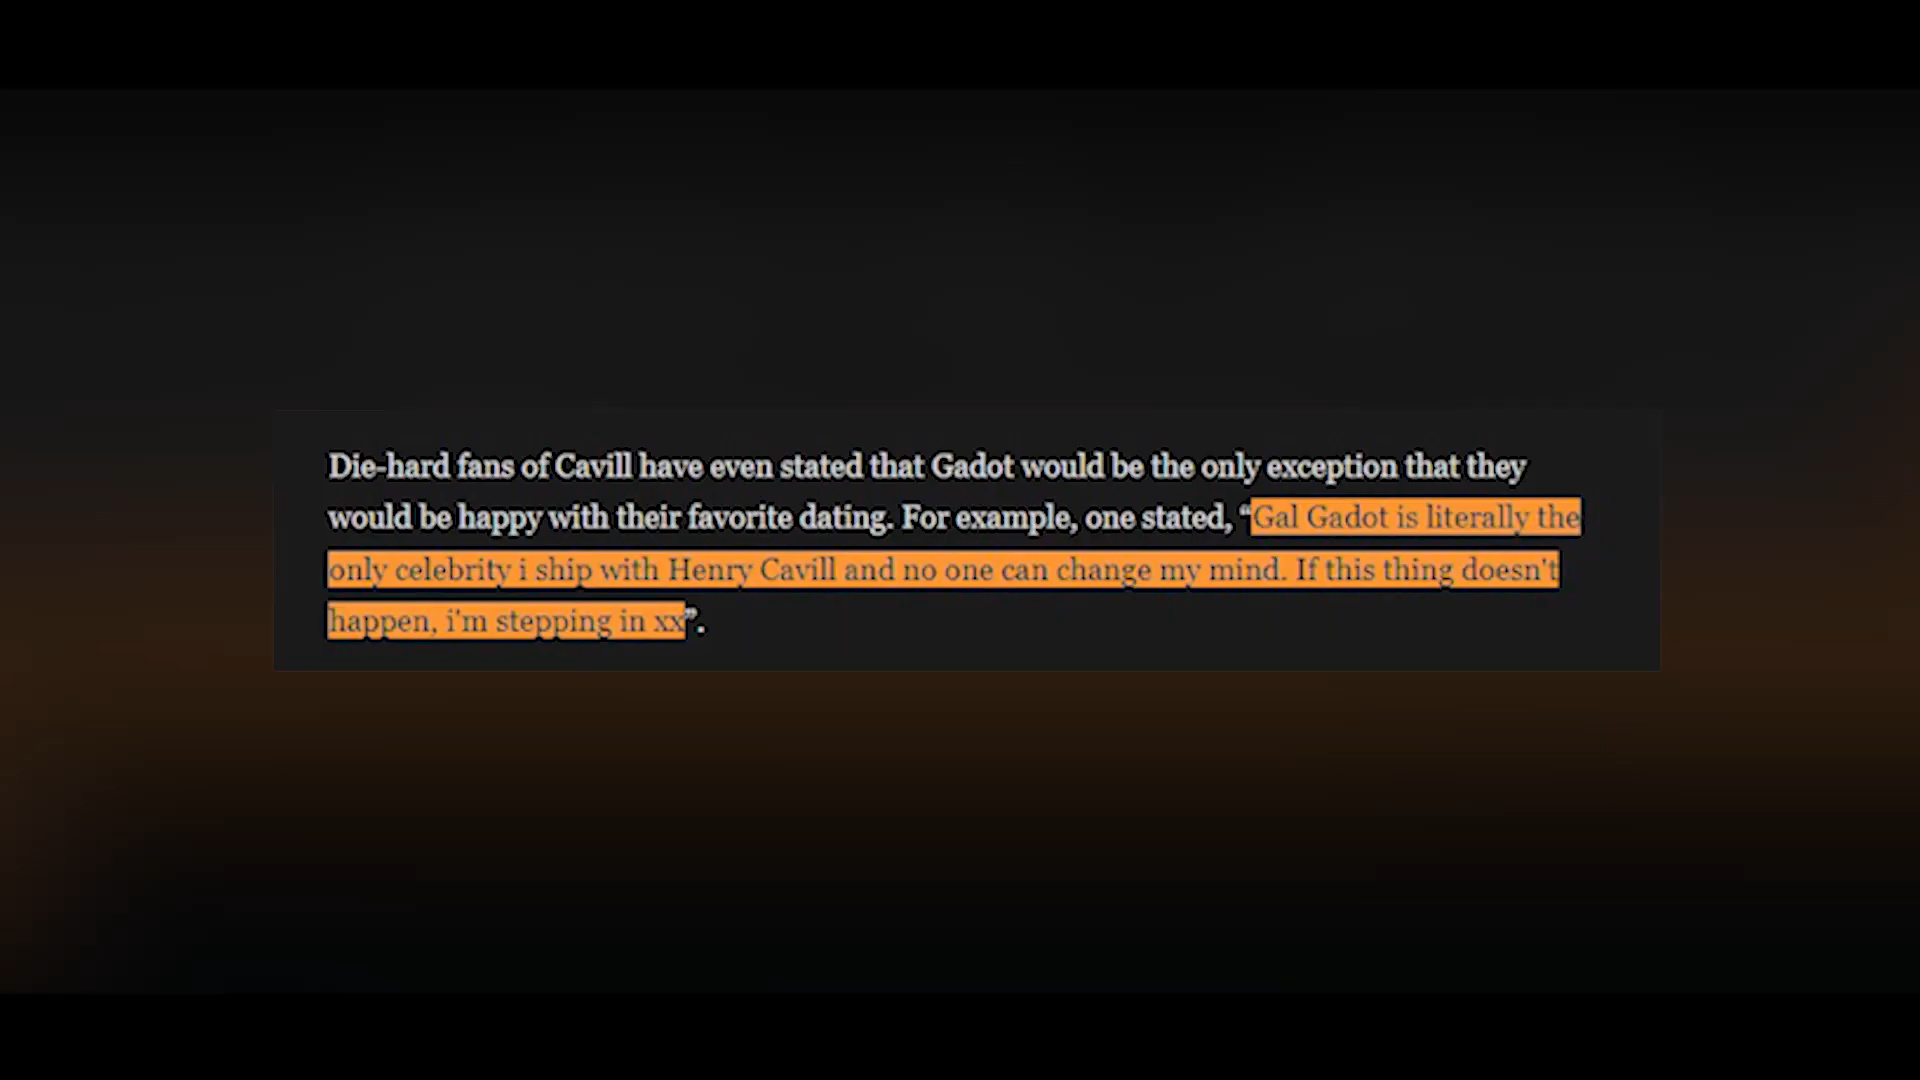 Die-hard fans of Cavill have even stated that Gadot would be the only exception that they
would be happy with their favorite dating. For example, one stated, “Gal Gadot is literally the
only celebrity i ship with Henry Cavill and no one can change my mind. If this thing doesn't
happen, i'm stepping in xx”.